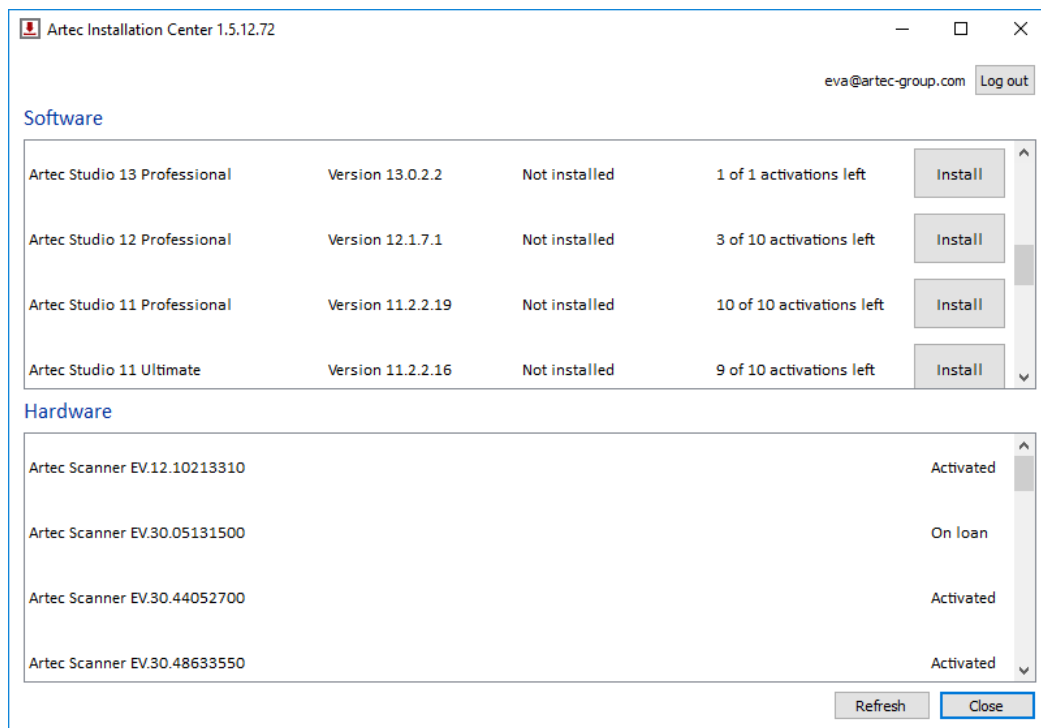 Artec Installation Center 1.5.12.72
eva@artec-group.com Log out
Software
Artec Studio 13 Professional Version 13.0.2.2 Not installed 1 of 1 activations left Install
Artec Studio 12 Professional Version 12.1.7.1 Not installed 3 of 10 activations left Install
Artec Studio 11 Professional Version 11.2.2.19 Not installed 10 of 10 activations left Install
Artec Studio 11 Ultimate Version 11.2.2.16 Not installed 9 of 10 activations left Install
Hardware
Artec Scanner EV.12.10213310 Activated
Artec Scanner EV.30.05131500 On loan
Artec Scanner EV.30.44052700 Activated
Artec Scanner EV.30.48633550 Activated
Refresh Close